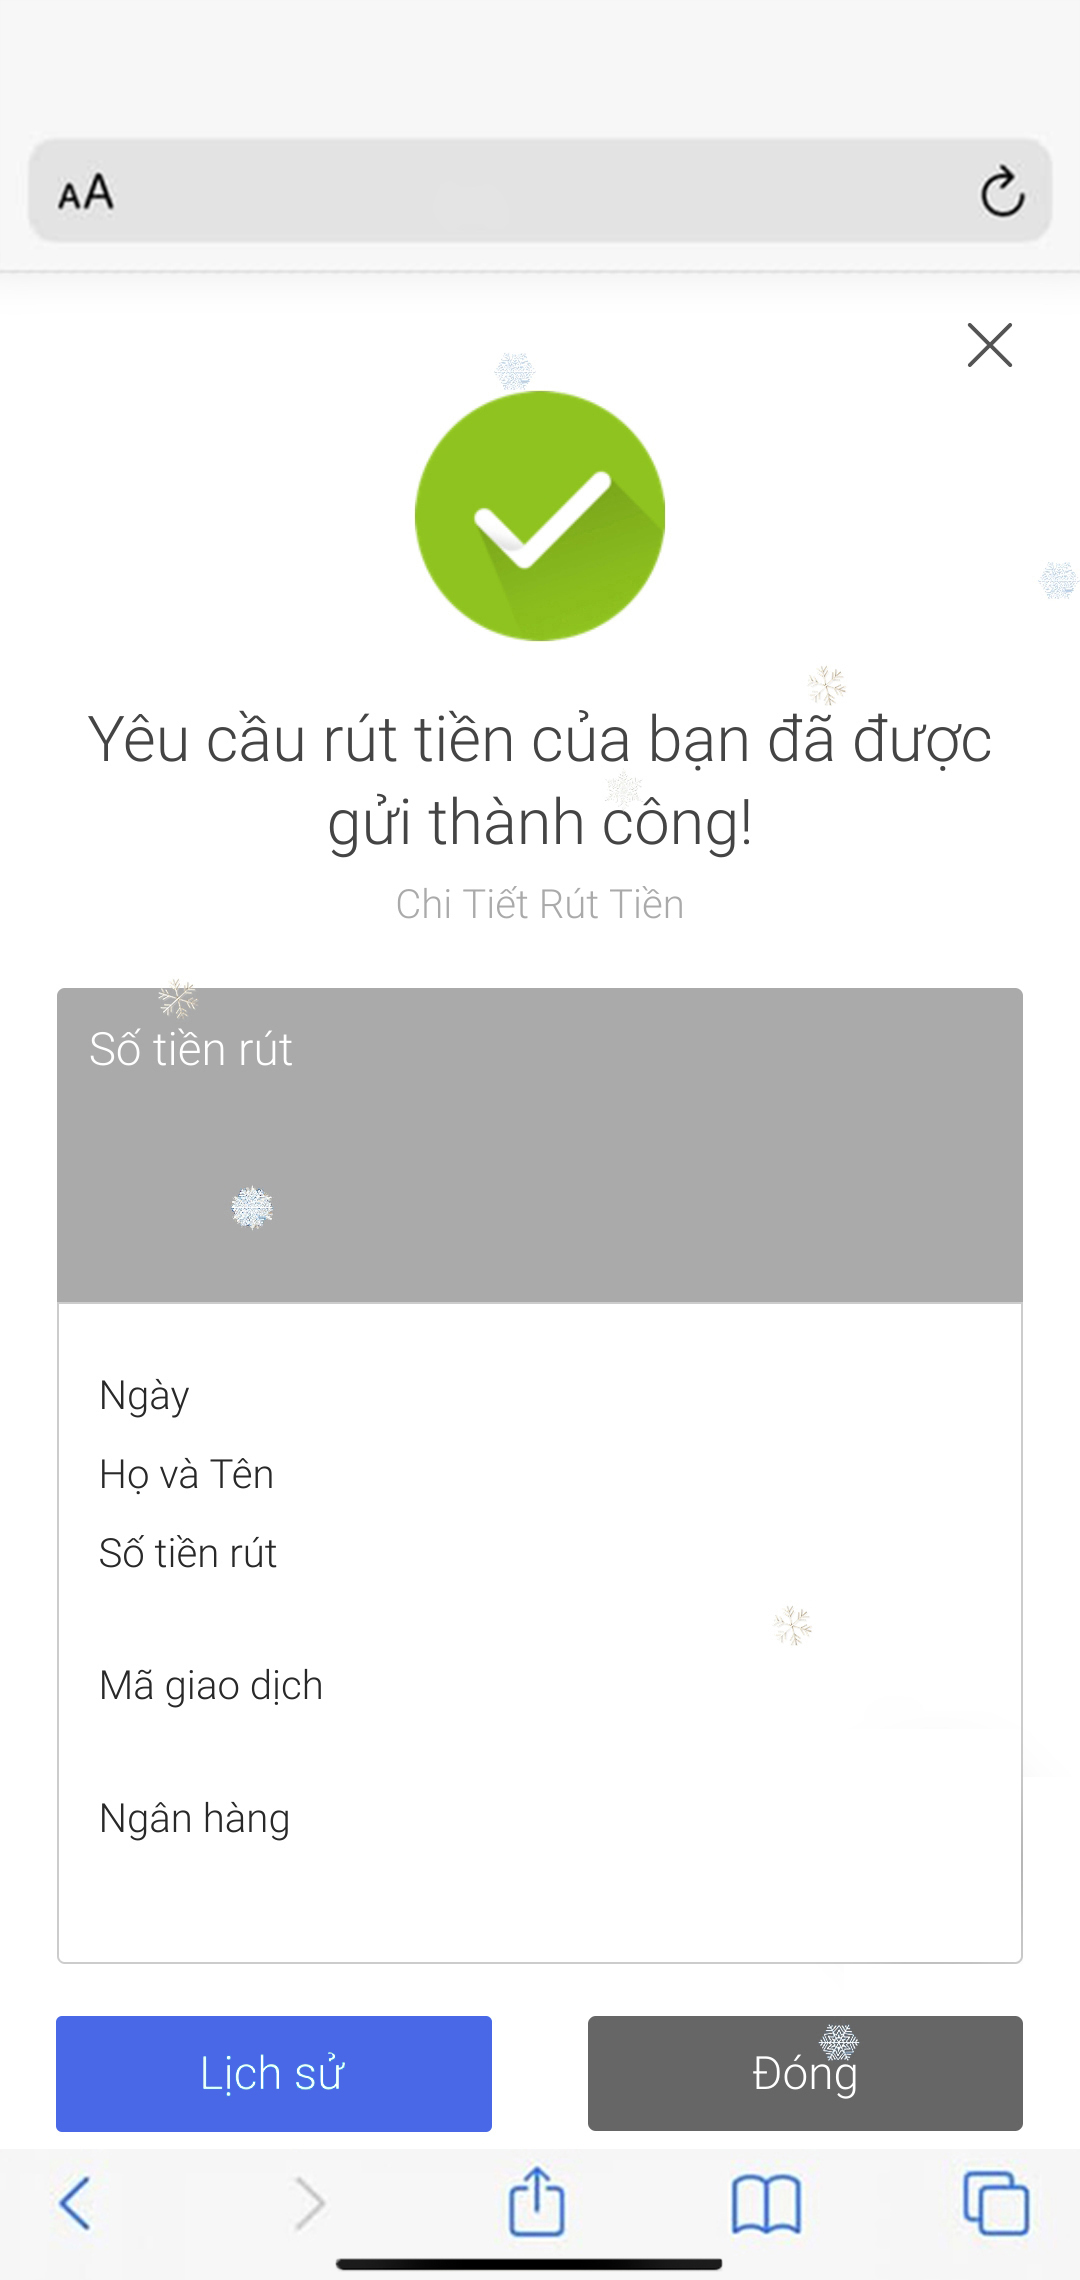 AA
Yêu cầu rút tiền của bạn đã được
gửi thành công!
Chi Tiết Rút Tiền
Số tiền rút
Ngày
Họ và Tên
Số tiền rút
Mã giao dịch
Ngân hàng
Lịch sử
Đóng